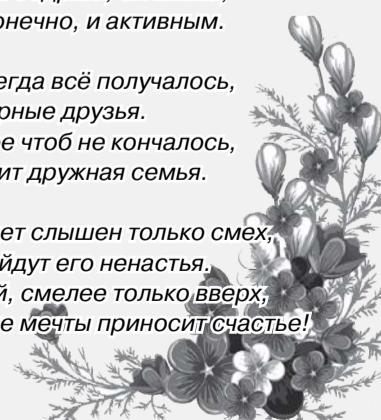 онечно, и активным.
егда всё получалось,
рные друзья.
е чтоб не кончалось,
ит дружная семья.
ет слышен только смех,
йдут его ненастья.
й, смелее только вверх,
е мечты приносит счастье!